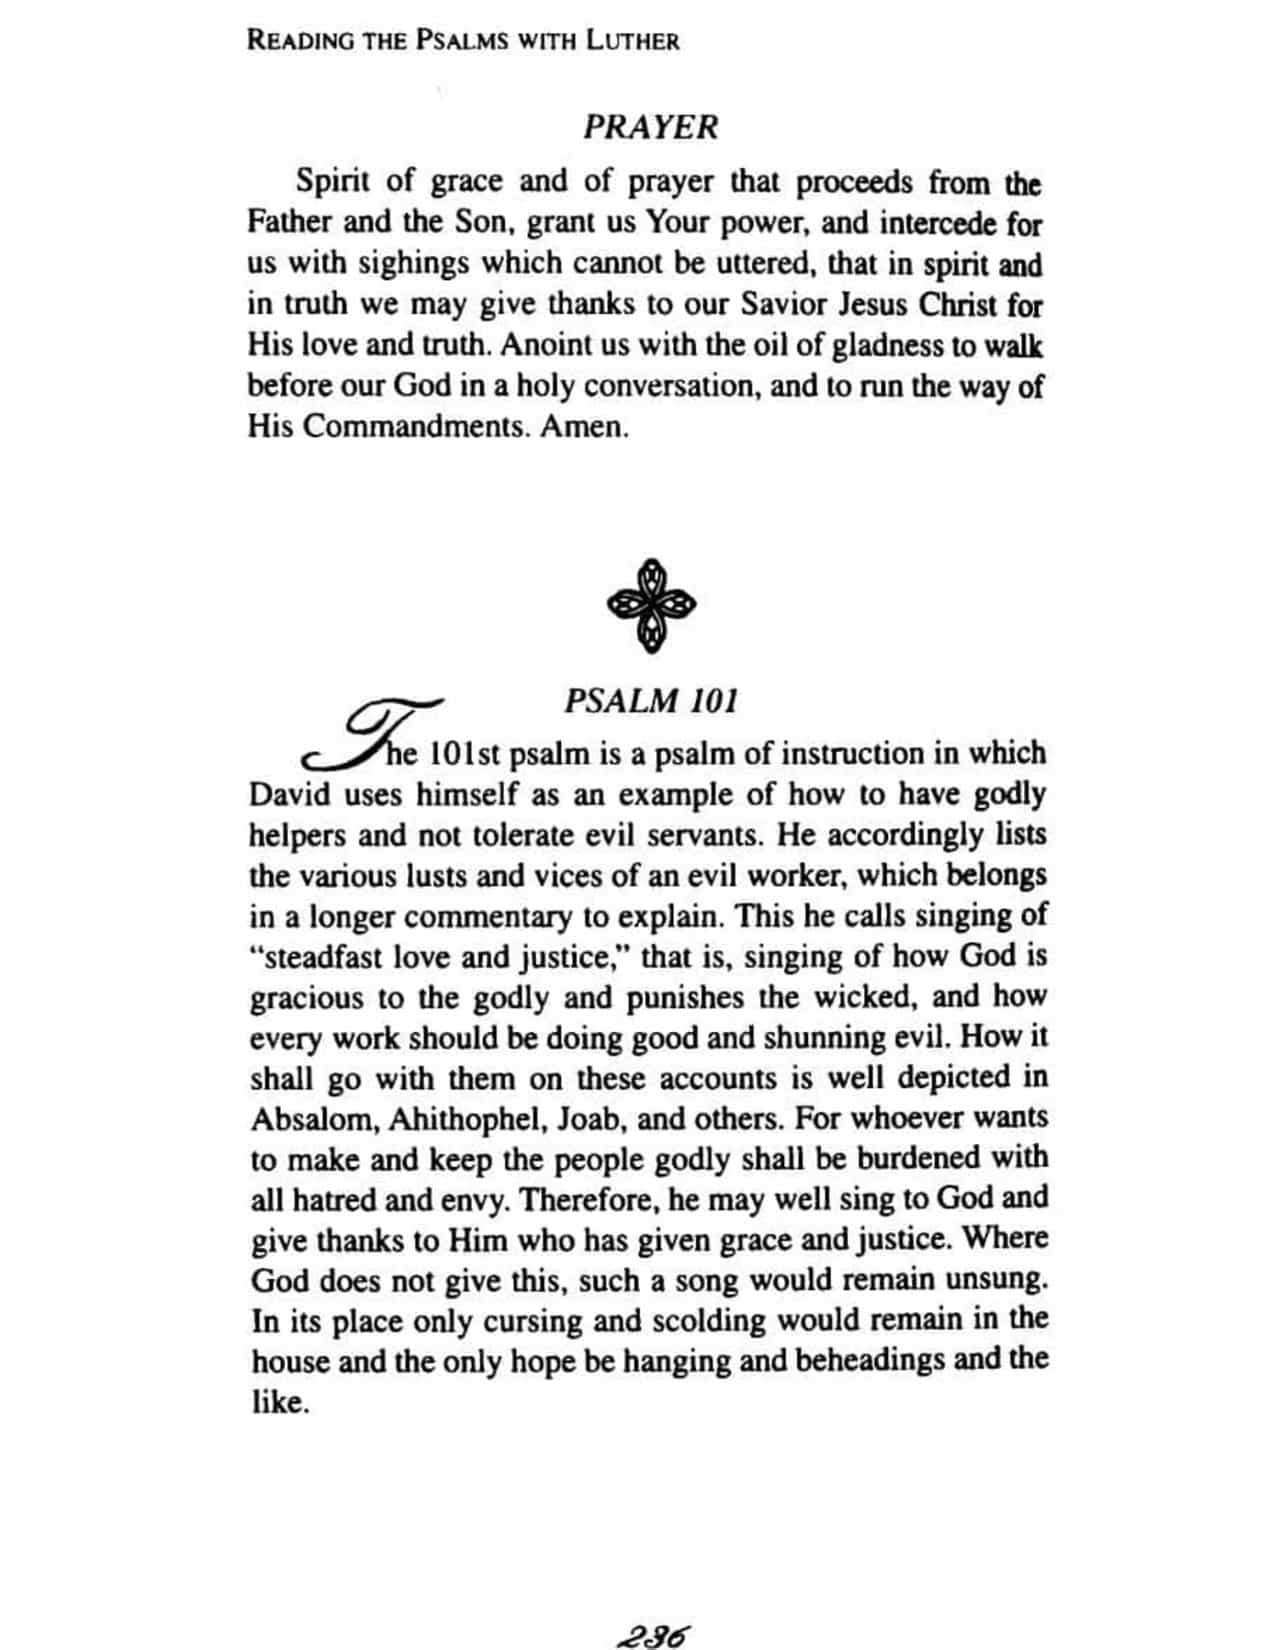 READING THE PSALMS WITH LUTHER
PRAYER
Spirit of grace and of prayer that proceeds from the
Father and the Son, grant us Your power, and intercede for
us with sighings which cannot be uttered, that in spirit and
in truth we may give thanks to our Savior Jesus Christ for
His love and truth. Anoint us with the oil of gladness to walk
before our God in a holy conversation, and to run the way of
His Commandments. Amen.
PSALM 101
The 101st psalm is a psalm of instruction in which
David uses himself as an example of how to have godly
helpers and not tolerate evil servants. He accordingly lists
the various lusts and vices of an evil worker, which belongs
in a longer commentary to explain. This he calls singing of
“steadfast love and justice,” that is, singing of how God is
gracious to the godly and punishes the wicked, and how
every work should be doing good and shunning evil. How it
shall go with them on these accounts is well depicted in
Absalom, Ahithophel, Joab, and others. For whoever wants
to make and keep the people godly shall be burdened with
all hatred and envy. Therefore, he may well sing to God and
give thanks to Him who has given grace and justice. Where
God does not give this, such a song would remain unsung.
In its place only cursing and scolding would remain in the
house and the only hope be hanging and beheadings and the
like.
236